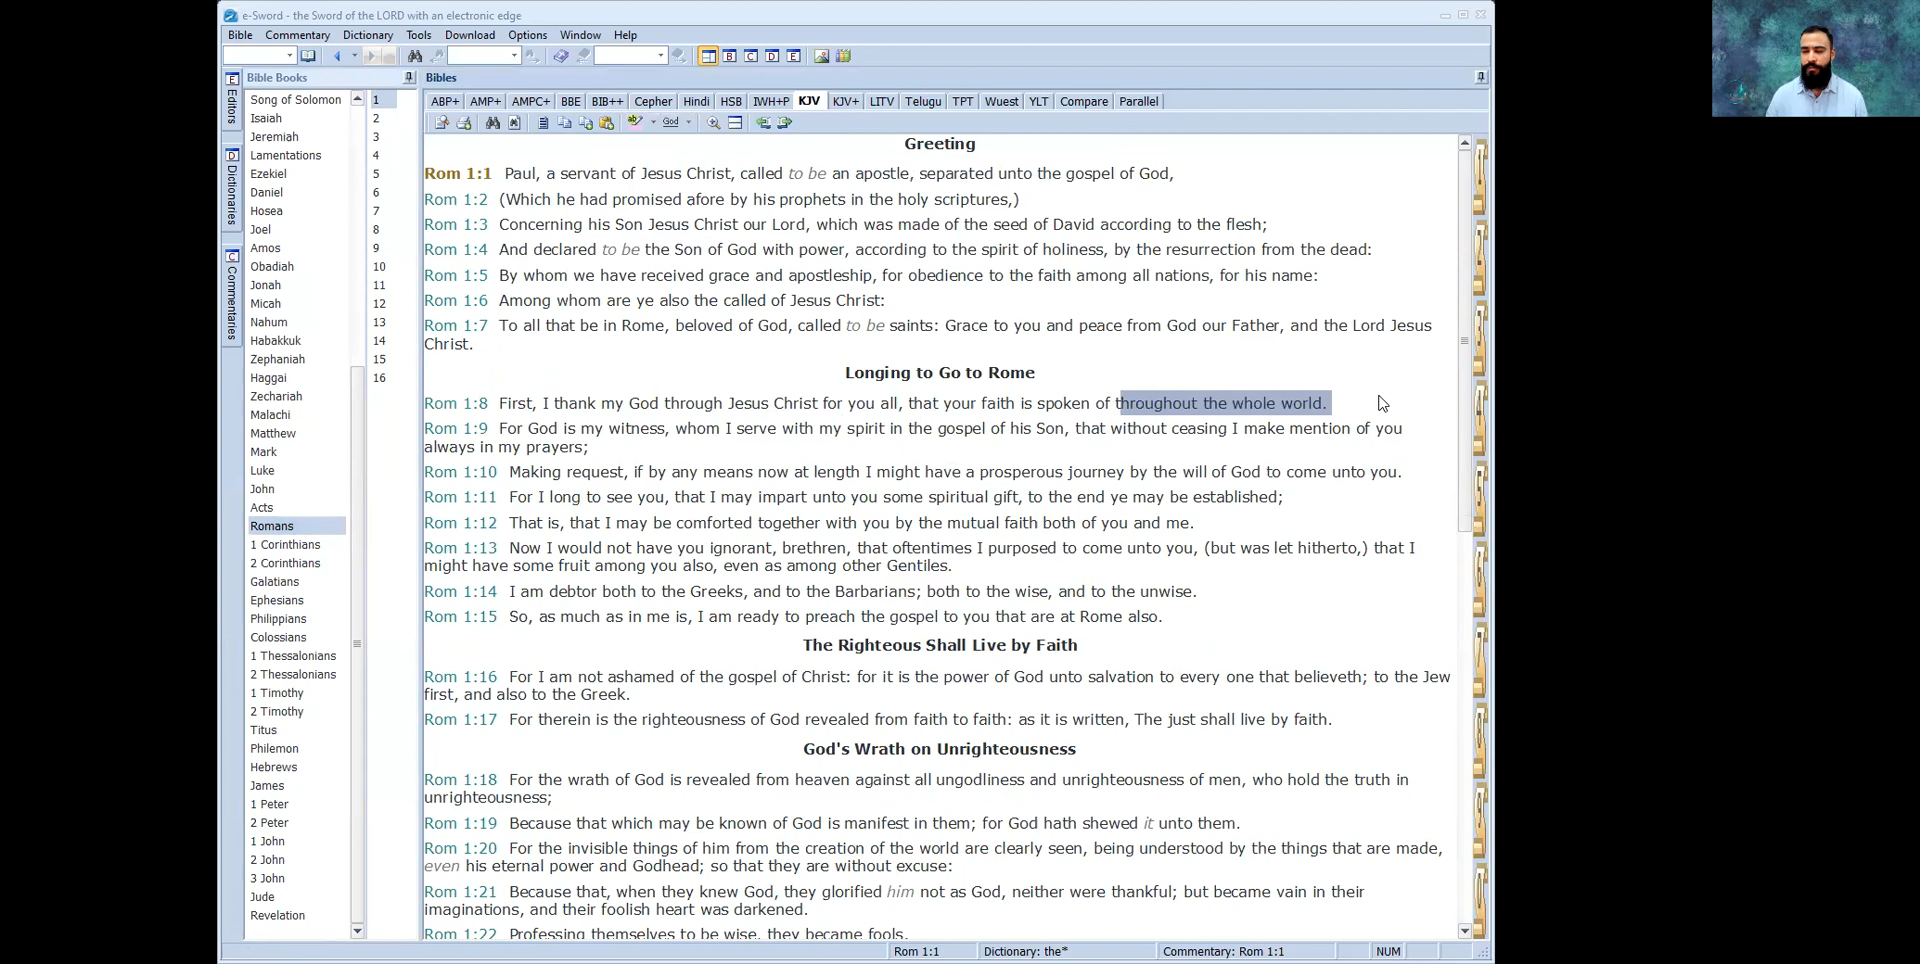 e-Sword - the Sword of the LORD with an electronic edge
Bible Commentary Dictionary Tools Download Options Window Help
B C D E
Bible Books
Bibles
E Editors
D Dictionaries
C Commentaries
Song of Solomon
Isaiah
Jeremiah
Lamentations
Ezekiel
Daniel
Hosea
Joel
Amos
Obadiah
Jonah
Micah
Nahum
Habakkuk
Zephaniah
Haggai
Zechariah
Malachi
Matthew
Mark
Luke
John
Acts
Romans
1 Corinthians
2 Corinthians
Galatians
Ephesians
Philippians
Colossians
1 Thessalonians
2 Thessalonians
1 Timothy
2 Timothy
Titus
Philemon
Hebrews
James
1 Peter
2 Peter
1 John
2 John
3 John
Jude
Revelation
1
2
3
4
5
6
7
8
9
10
11
12
13
14
15
16
ABP+ AMP+ AMPC+ BBE BIB++ Cepher Hindi HSB IWH+P KJV KJV+ LITV Telugu TPT Wuest YLT Compare Parallel
God
Greeting
Rom 1:1 Paul, a servant of Jesus Christ, called to be an apostle, separated unto the gospel of God,
Rom 1:2 (Which he had promised afore by his prophets in the holy scriptures,)
Rom 1:3 Concerning his Son Jesus Christ our Lord, which was made of the seed of David according to the flesh;
Rom 1:4 And declared to be the Son of God with power, according to the spirit of holiness, by the resurrection from the dead:
Rom 1:5 By whom we have received grace and apostleship, for obedience to the faith among all nations, for his name:
Rom 1:6 Among whom are ye also the called of Jesus Christ:
Rom 1:7 To all that be in Rome, beloved of God, called to be saints: Grace to you and peace from God our Father, and the Lord Jesus
Christ.
Longing to Go to Rome
Rom 1:8 First, I thank my God through Jesus Christ for you all, that your faith is spoken of throughout the whole world.
Rom 1:9 For God is my witness, whom I serve with my spirit in the gospel of his Son, that without ceasing I make mention of you
always in my prayers;
Rom 1:10 Making request, if by any means now at length I might have a prosperous journey by the will of God to come unto you.
Rom 1:11 For I long to see you, that I may impart unto you some spiritual gift, to the end ye may be established;
Rom 1:12 That is, that I may be comforted together with you by the mutual faith both of you and me.
Rom 1:13 Now I would not have you ignorant, brethren, that oftentimes I purposed to come unto you, (but was let hitherto,) that I
might have some fruit among you also, even as among other Gentiles.
Rom 1:14 I am debtor both to the Greeks, and to the Barbarians; both to the wise, and to the unwise.
Rom 1:15 So, as much as in me is, I am ready to preach the gospel to you that are at Rome also.
The Righteous Shall Live by Faith
Rom 1:16 For I am not ashamed of the gospel of Christ: for it is the power of God unto salvation to every one that believeth; to the Jew
first, and also to the Greek.
Rom 1:17 For therein is the righteousness of God revealed from faith to faith: as it is written, The just shall live by faith.
God's Wrath on Unrighteousness
Rom 1:18 For the wrath of God is revealed from heaven against all ungodliness and unrighteousness of men, who hold the truth in
unrighteousness;
Rom 1:19 Because that which may be known of God is manifest in them; for God hath shewed it unto them.
Rom 1:20 For the invisible things of him from the creation of the world are clearly seen, being understood by the things that are made,
even his eternal power and Godhead; so that they are without excuse:
Rom 1:21 Because that, when they knew God, they glorified him not as God, neither were thankful; but became vain in their
imaginations, and their foolish heart was darkened.
Rom 1:22 Professing themselves to be wise, they became fools,
Rom 1:1 Dictionary: the* Commentary: Rom 1:1 NUM